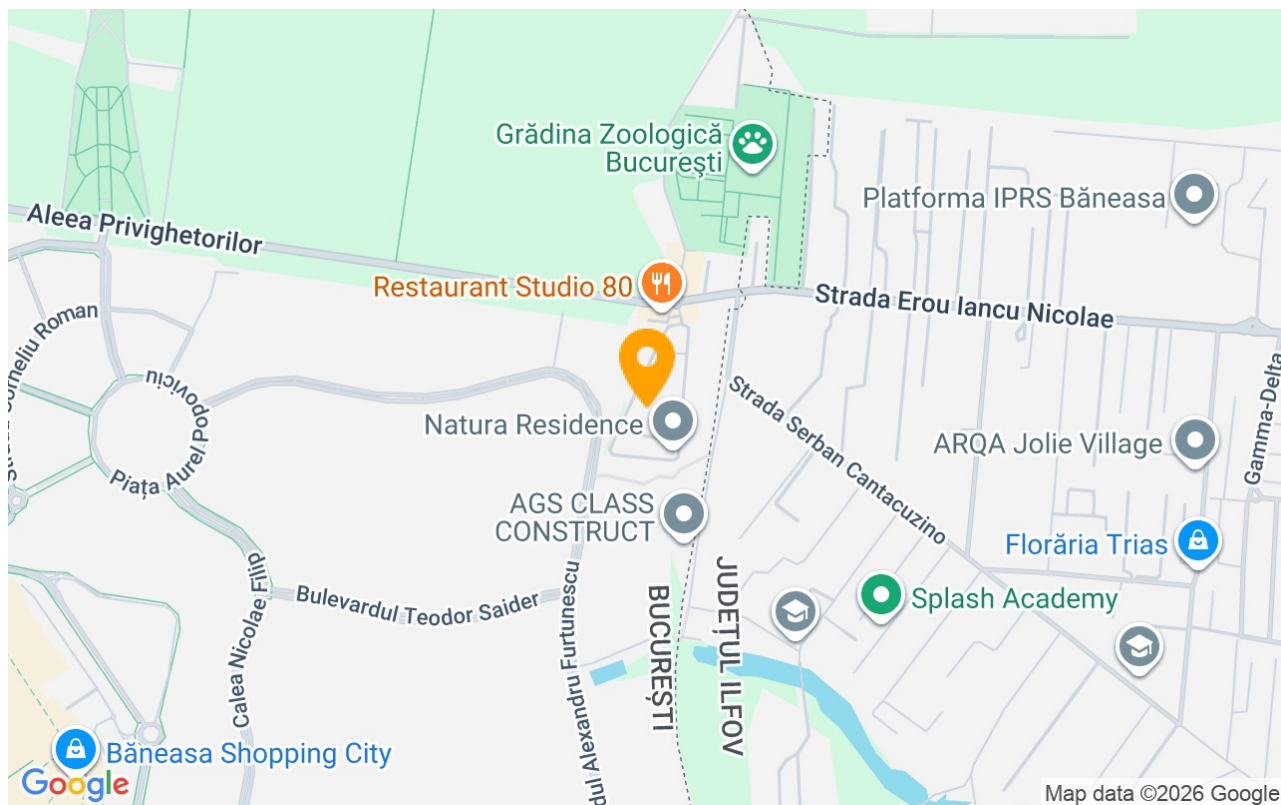 Grădina Zoologică
București
Platforma IPRS Băneasa
Aleea Privighetorilor
Restaurant Studio 80
Strada Erou Iancu Nicolae
Corneliu Roman
Popoviciu
Piața Aurel
Natura Residence
Strada Serban Cantacuzino
ARQA Jolie Village
Gamma-Delta
AGS CLASS
CONSTRUCT
Florăria Trias
Calea Nicolae Filip
Bulevardul Teodor Saider
BUCUREȘTI
JUDEȚUL ILFOV
Splash Academy
dul Alexandru Furtunescu
Băneasa Shopping City
Google
Map data ©2026 Google